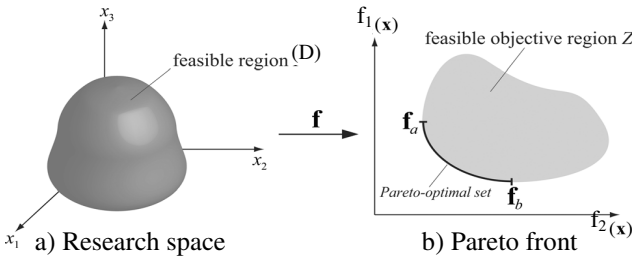 x3
feasible region (D)
x2
x1
a) Research space
f
f1(x)
feasible objective region Z
fa
Pareto-optimal set
fb
f2(x)
b) Pareto front